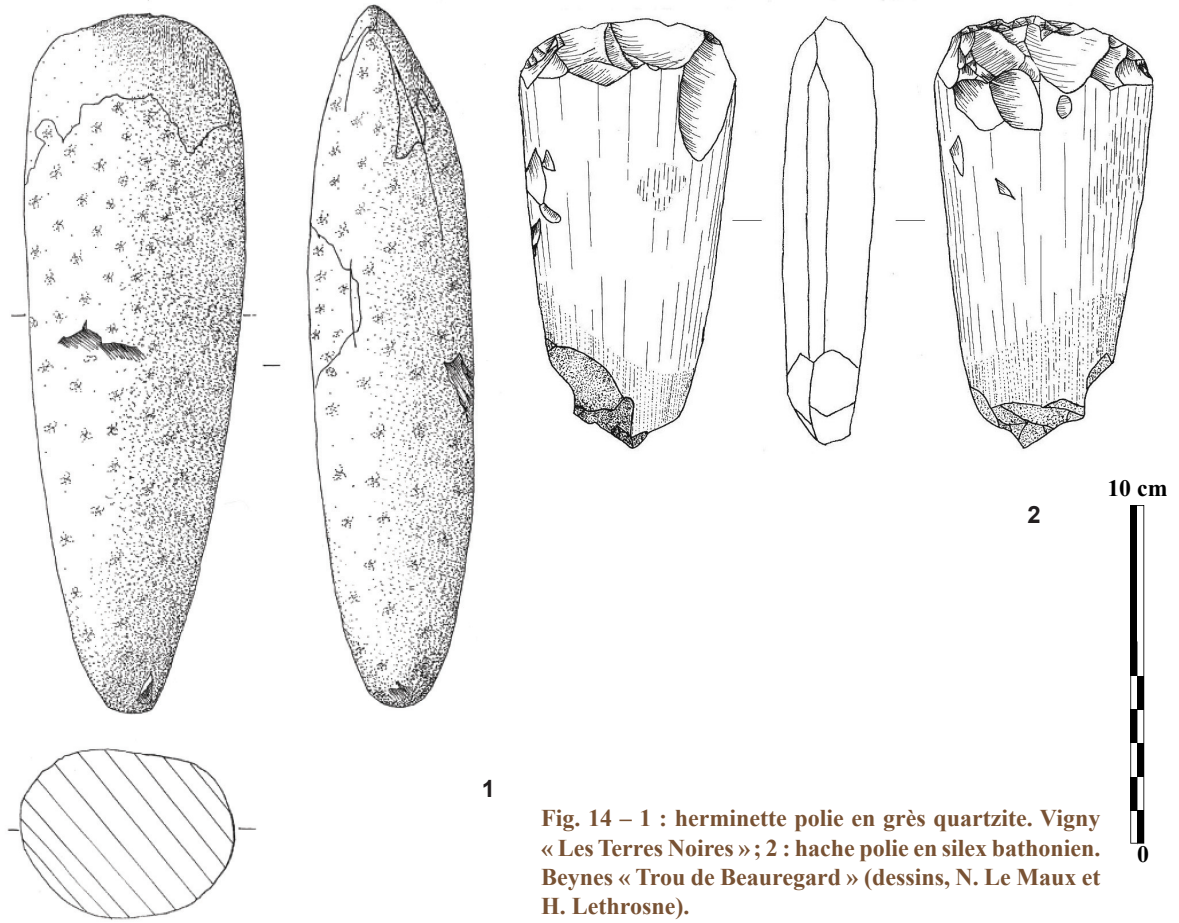 10 cm
2
0
1
Fig. 14 – 1 : herminette polie en grès quartzite. Vigny
« Les Terres Noires » ; 2 : hache polie en silex bathonien.
Beynes « Trou de Beauregard » (dessins, N. Le Maux et
H. Lethrosne).